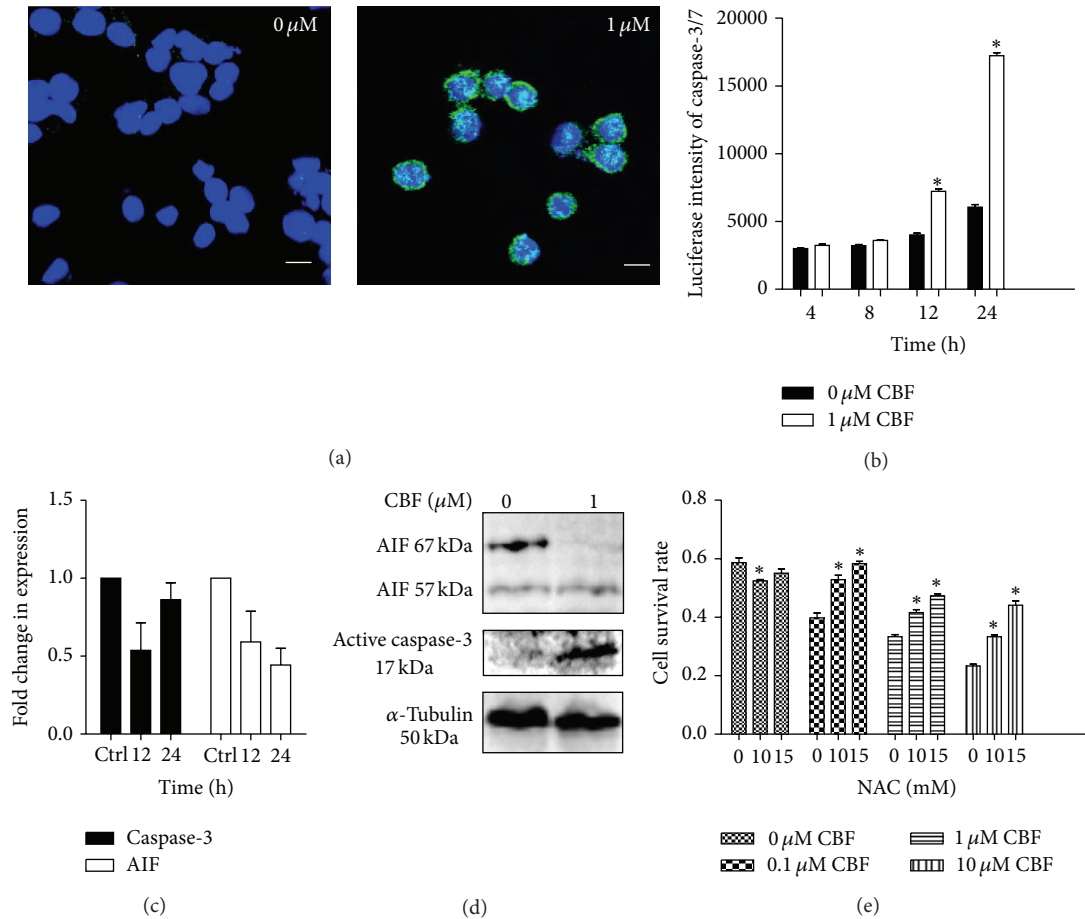 0 μM
1 μM
(a)
Luciferase intensity of caspase-3/7
20000
15000
10000
5000
0
*
*
4 8 12 24
Time (h)
0 μM CBF
1 μM CBF
(b)
Fold change in expression
1.5
1.0
0.5
0.0
Ctrl 12 24 Ctrl 12 24
Time (h)
Caspase-3
AIF
(c)
CBF (μM) 0 1
AIF 67 kDa
AIF 57 kDa
Active caspase-3
17 kDa
α-Tubulin
50 kDa
(d)
Cell survival rate
0.8
0.6
0.4
0.2
0.0
* * * * * * *
0 10 15 0 10 15 0 10 15 0 10 15
NAC (mM)
0 μM CBF
0.1 μM CBF
1 μM CBF
10 μM CBF
(e)